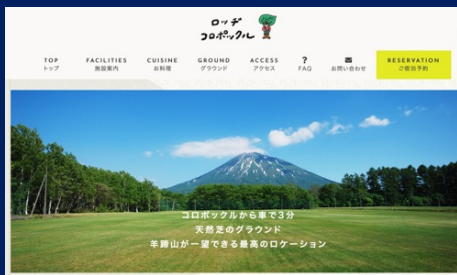 ロッヂ
コロポックル
TOP
トップ
FACILITIES
施設案内
CUISINE
お料理
GROUND
グラウンド
ACCESS
アクセス
?
FAQ
お問い合わせ
RESERVATION
ご宿泊予約
コロポックルから車で3分
天然芝のグラウンド
羊蹄山が一望できる最高のロケーション